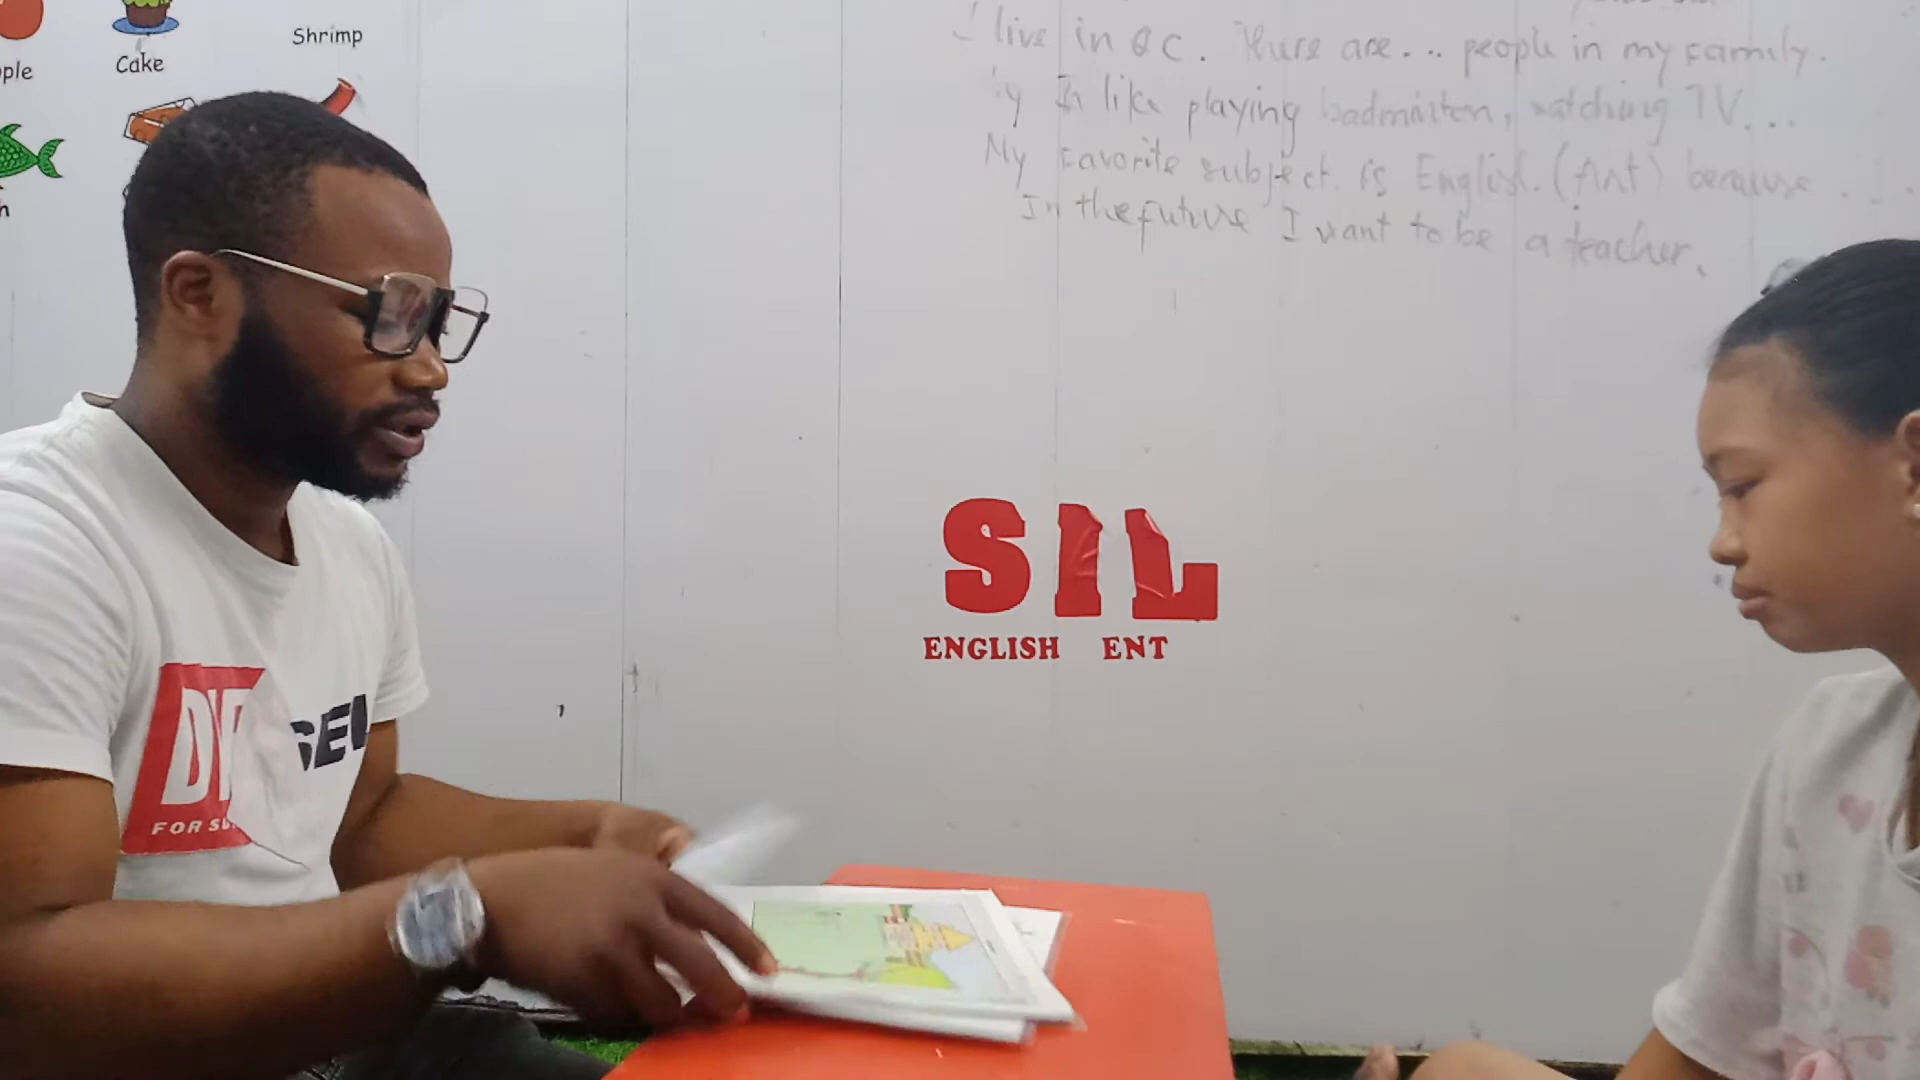 Shrimp
Cake
ple
h
I live in QC. There are... people in my family.
I like playing badminton, watching TV...
My Favorite subject is English. (Art) because ...
In the future I want to be a teacher.
SIL
ENGLISH ENT
FOR SU